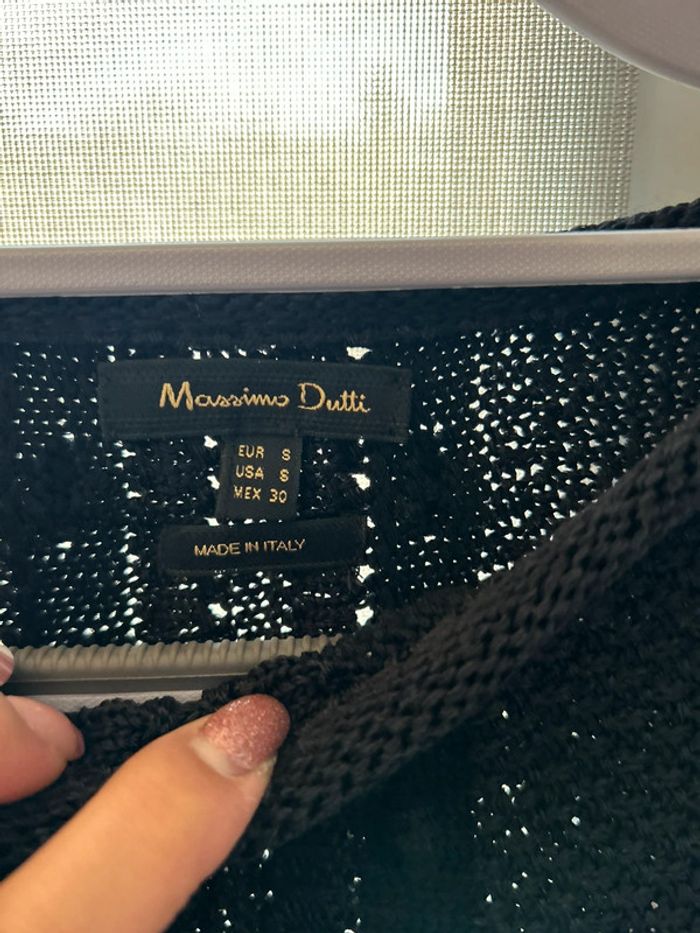 Massimo Dutti
EUR S
USA S
MEX 30
MADE IN ITALY